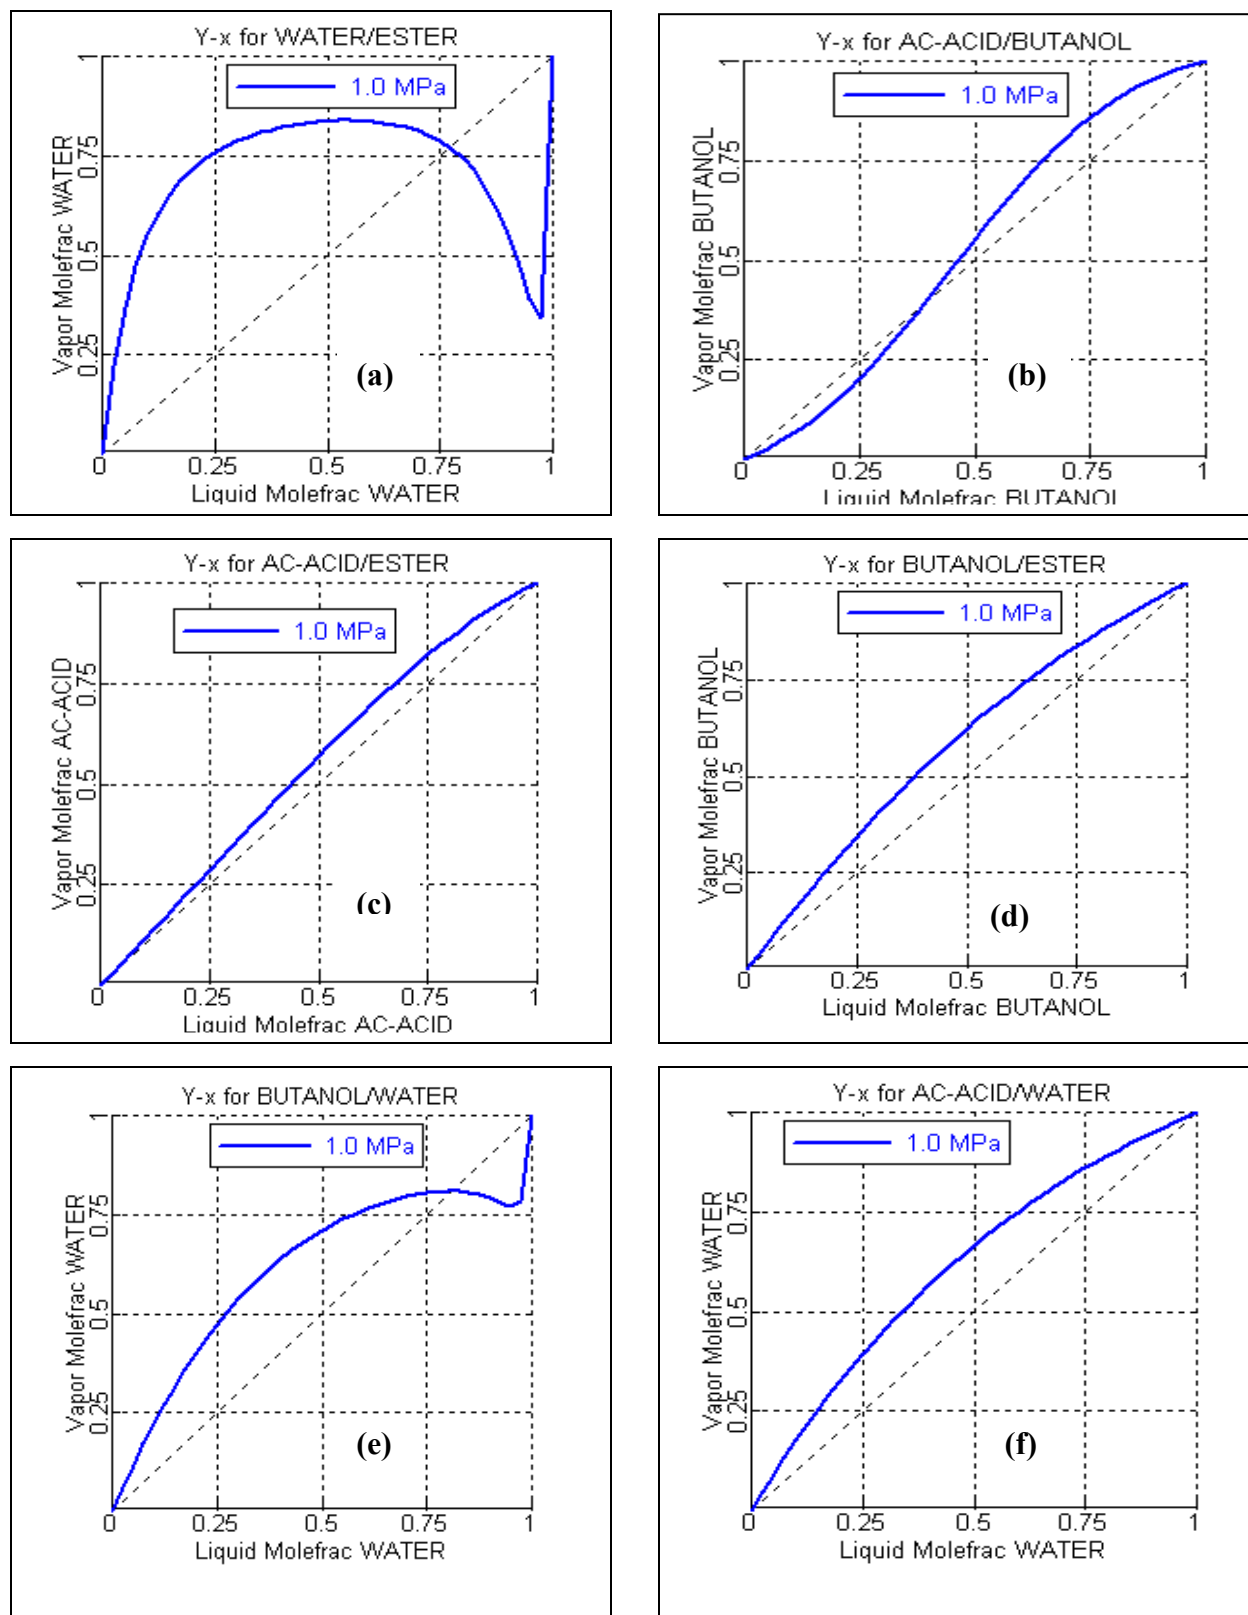 Y-x for WATER/ESTER
1.0 MPa
Vapor Molefrac WATER
1
0.75
0.5
0.25
(a)
0 0.25 0.5 0.75 1
Liquid Molefrac WATER
Y-x for AC-ACID/BUTANOL
1.0 MPa
Vapor Molefrac BUTANOL
1
0.75
0.5
0.25
(b)
0 0.25 0.5 0.75 1
Liquid Molefrac BUTANOL
Y-x for AC-ACID/ESTER
1.0 MPa
Vapor Molefrac AC-ACID
1
0.75
0.5
0.25
(c)
0 0.25 0.5 0.75 1
Liquid Molefrac AC-ACID
Y-x for BUTANOL/ESTER
1.0 MPa
Vapor Molefrac BUTANOL
1
0.75
0.5
0.25
(d)
0 0.25 0.5 0.75 1
Liquid Molefrac BUTANOL
Y-x for BUTANOL/WATER
1.0 MPa
Vapor Molefrac WATER
1
0.75
0.5
0.25
(e)
0 0.25 0.5 0.75 1
Liquid Molefrac WATER
Y-x for AC-ACID/WATER
1.0 MPa
Vapor Molefrac WATER
1
0.75
0.5
0.25
(f)
0 0.25 0.5 0.75 1
Liquid Molefrac WATER